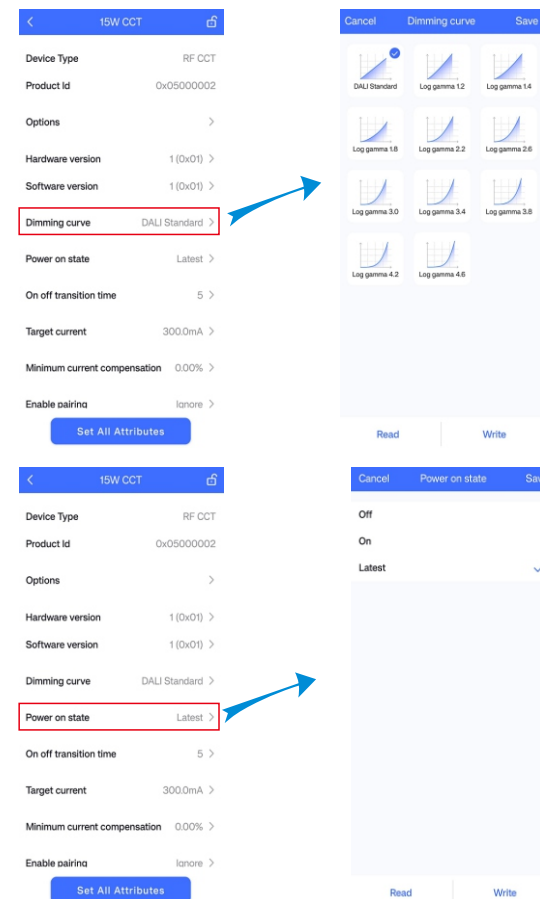 15W CCT
Device Type RF CCT
Product Id 0x05000002
Options
Hardware version 1 (0x01)
Software version 1 (0x01)
Dimming curve DALI Standard
Power on state Latest
On off transition time 5
Target current 300.0mA
Minimum current compensation 0.00%
Enable pairing Ignore
Set All Attributes
Cancel Dimming curve Save
DALI Standard Log gamma 1.2 Log gamma 1.4
Log gamma 1.8 Log gamma 2.2 Log gamma 2.6
Log gamma 3.0 Log gamma 3.4 Log gamma 3.8
Log gamma 4.2 Log gamma 4.6
Read Write
15W CCT
Device Type RF CCT
Product Id 0x05000002
Options
Hardware version 1 (0x01)
Software version 1 (0x01)
Dimming curve DALI Standard
Power on state Latest
On off transition time 5
Target current 300.0mA
Minimum current compensation 0.00%
Enable pairing Ignore
Set All Attributes
Cancel Power on state Sav
Off
On
Latest
Read Write